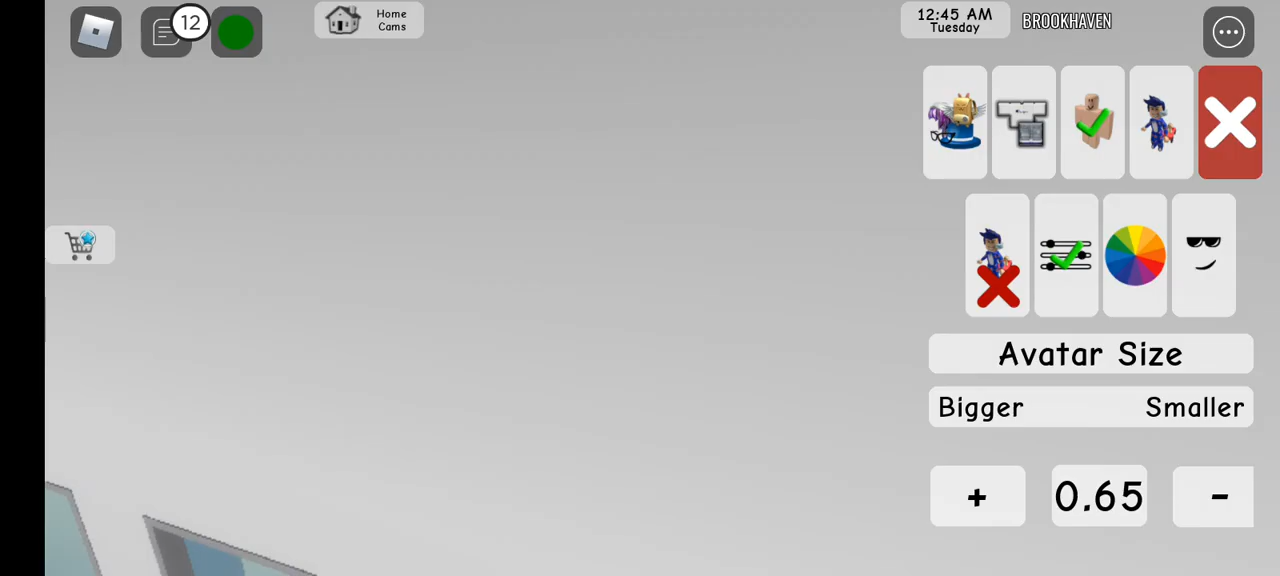 12
Home
Cams
12:45 AM
Tuesday
BROOKHAVEN
Avatar Size
Bigger Smaller
+ 0.65 -